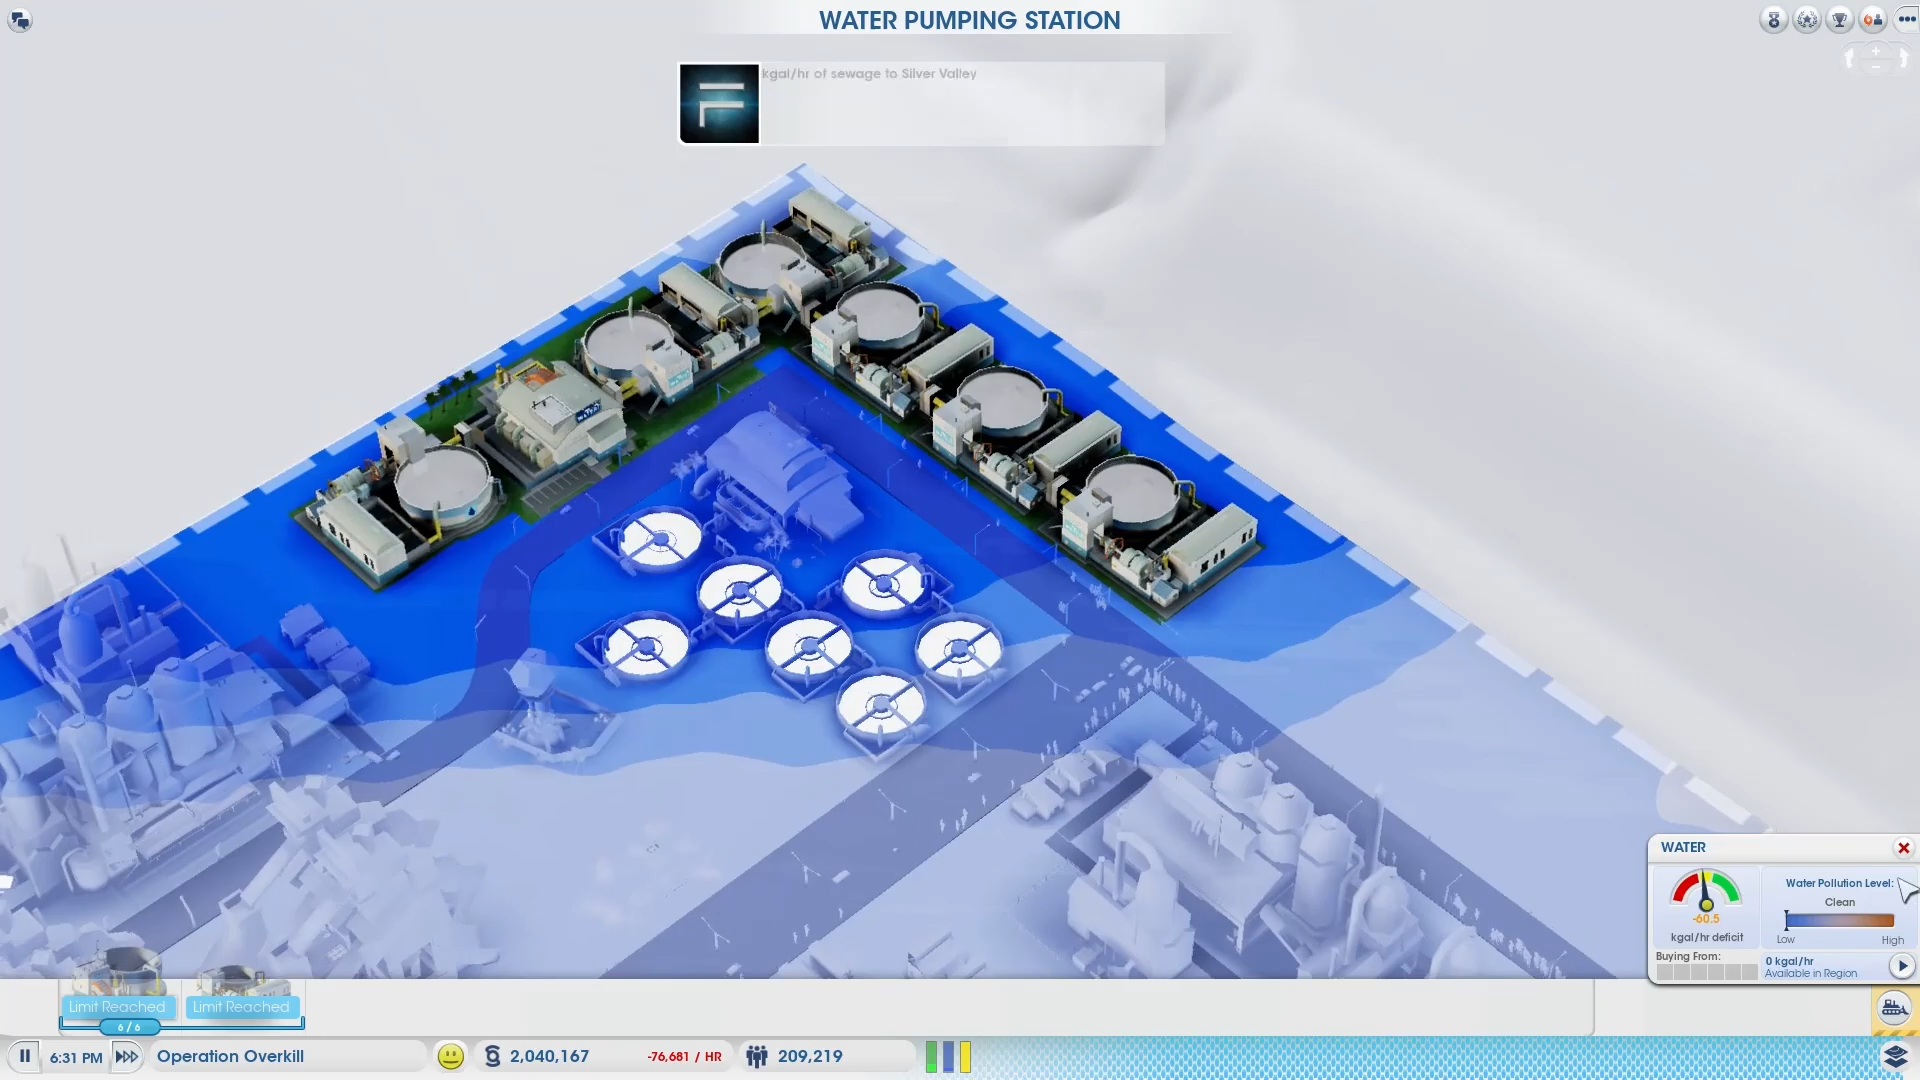 WATER PUMPING STATION
kgal/hr of sewage to Silver Valley
WATER
Water Pollution Level:
Clean
-60.5
kgal/hr deficit
Low
High
Buying From:
0 kgal/hr
Available in Region
Limit Reached
Limit Reached
6 / 6
6:31 PM
Operation Overkill
2,040,167
-76,681 / HR
209,219